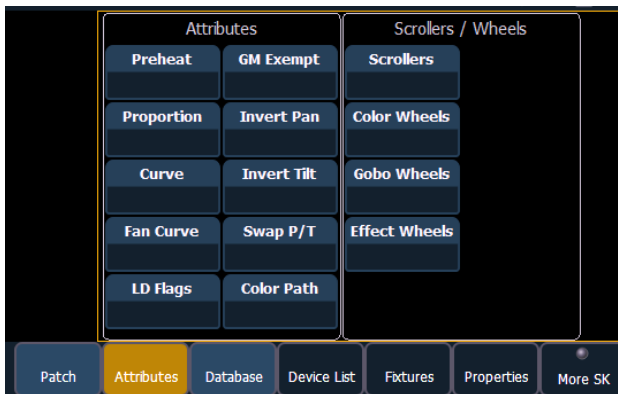 Attributes
Scrollers / Wheels
Preheat
GM Exempt
Scrollers
Proportion
Invert Pan
Color Wheels
Curve
Invert Tilt
Gobo Wheels
Fan Curve
Swap P/T
Effect Wheels
LD Flags
Color Path
Patch
Attributes
Database
Device List
Fixtures
Properties
More SK